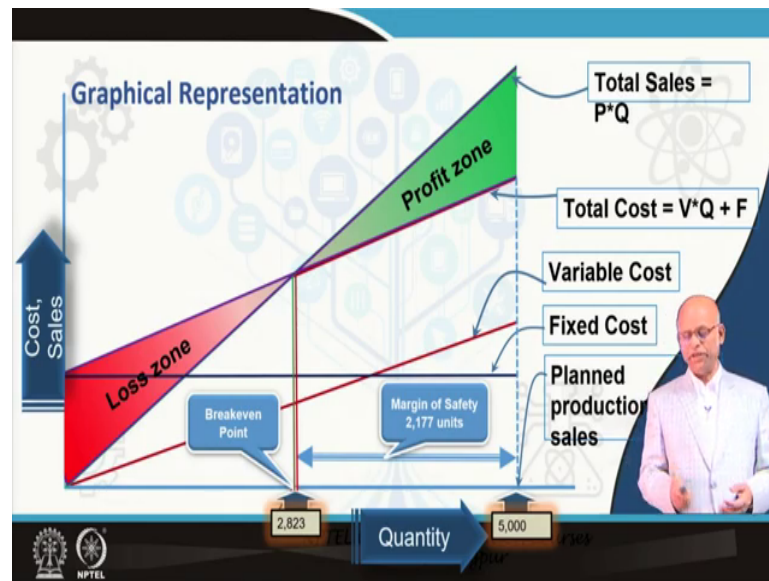 Graphical Representation
Total Sales =
P*Q
Profit zone
Total Cost = V*Q + F
Variable Cost
Cost,
Sales
Fixed Cost
Loss zone
Planned
production
sales
Breakeven
Point
Margin of Safety
2,177 units
2,823
Quantity
5,000
NPTEL